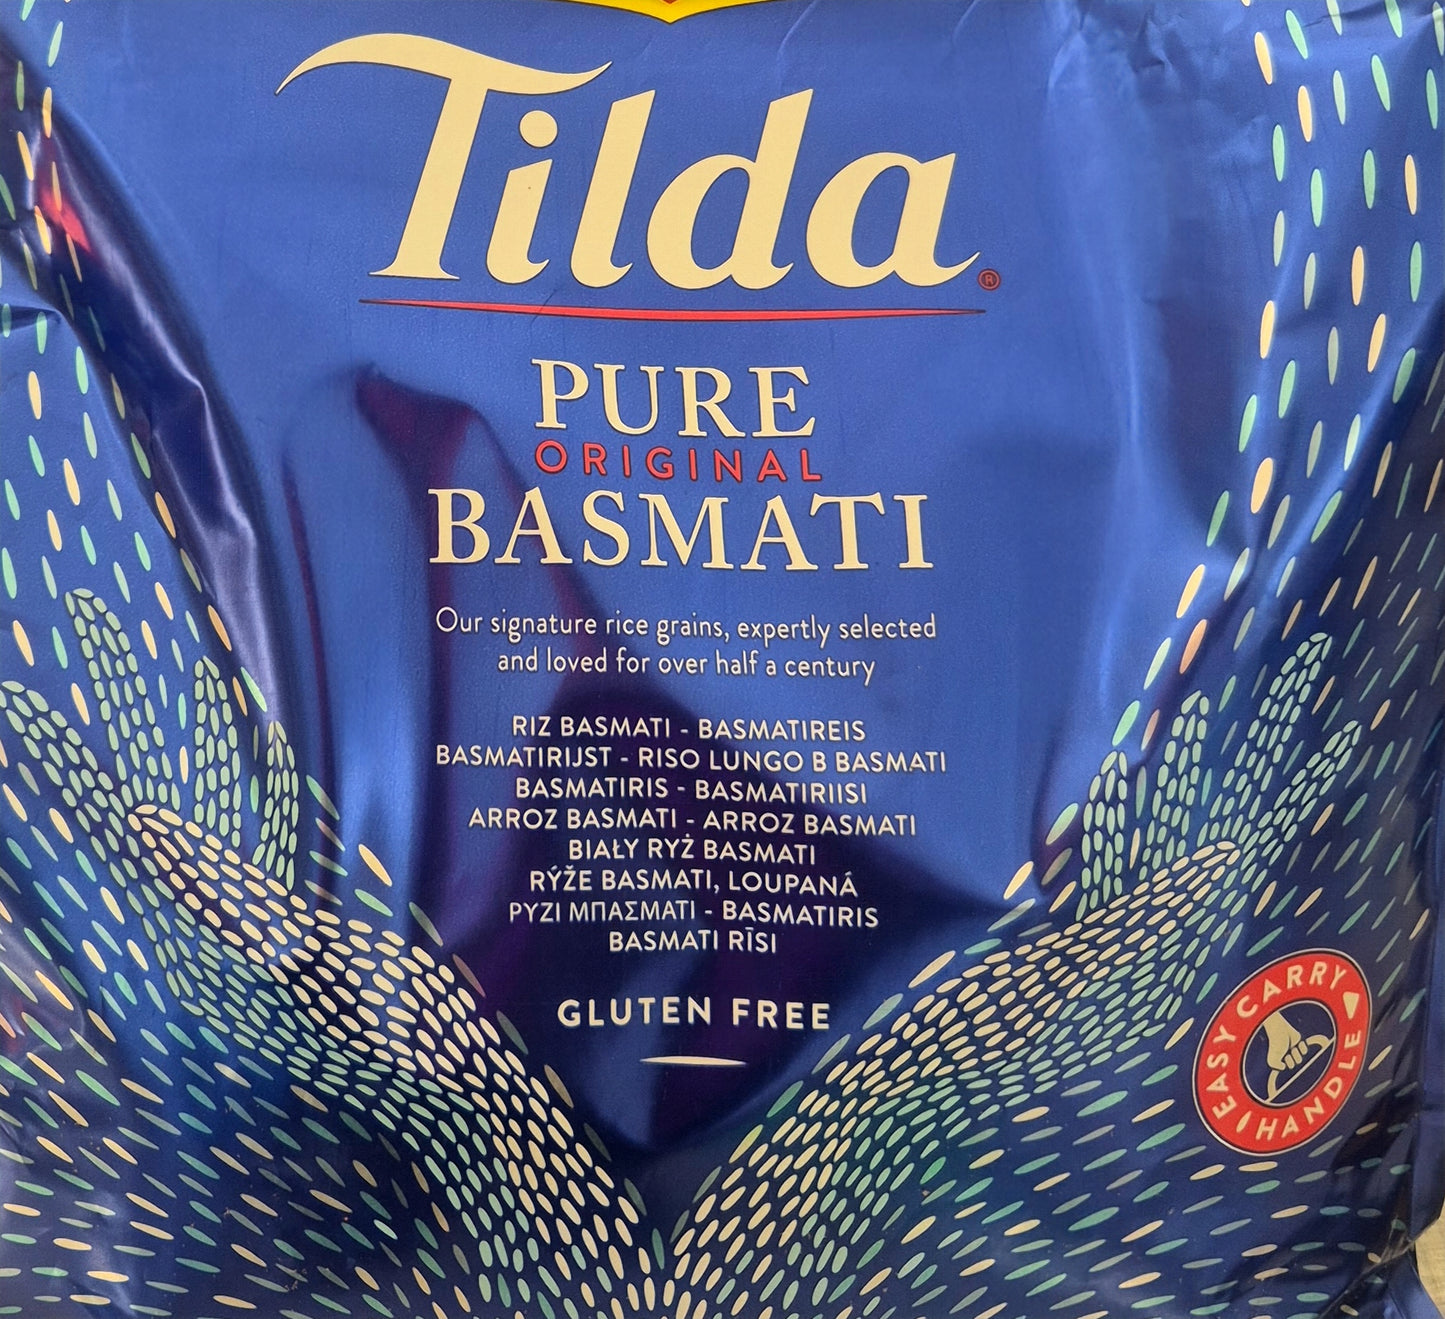 Tilda®
PURE
ORIGINAL
BASMATI
Our signature rice grains, expertly selected
and loved for over half a century
RIZ BASMATI - BASMATIREIS
BASMATIRIJST - RISO LUNGO B BASMATI
BASMATIRIS - BASMATIRIISI
ARROZ BASMATI - ARROZ BASMATI
BIAŁY RYŻ BASMATI
RÝŽE BASMATI, LOUPANÁ
ΡΥΖΙ ΜΠΑΣΜΑΤΙ - BASMATIRIS
BASMATI RĪSI
GLUTEN FREE
EASY CARRY
HANDLE